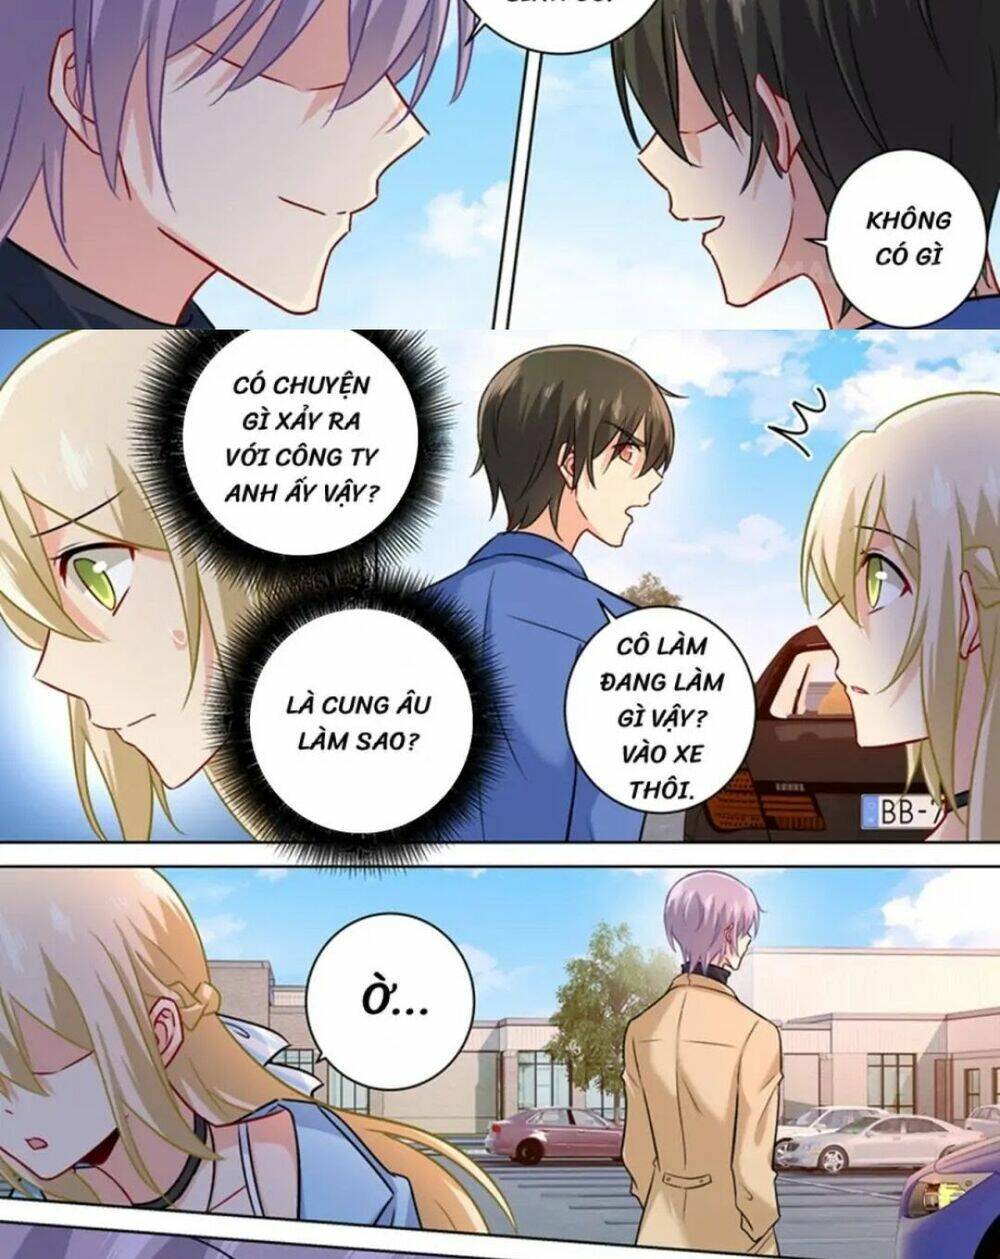 KHÔNG
CÓ GÌ
CÓ CHUYỆN
GÌ XẢY RA
VỚI CÔNG TY
ANH ẤY VẬY?
LÀ CUNG ÂU
LÀM SAO?
CÔ LÀM
ĐANG LÀM
GÌ VẬY?
VÀO XE
THÔI.
BB-7
Ờ...